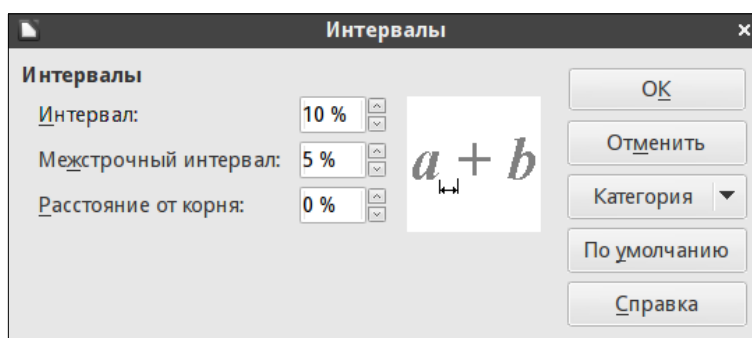 Интервалы
Интервалы
Интервал: 10 %
Межстрочный интервал: 5 %
Расстояние от корня: 0 %
a + b
OK
Отменить
Категория
По умолчанию
Справка